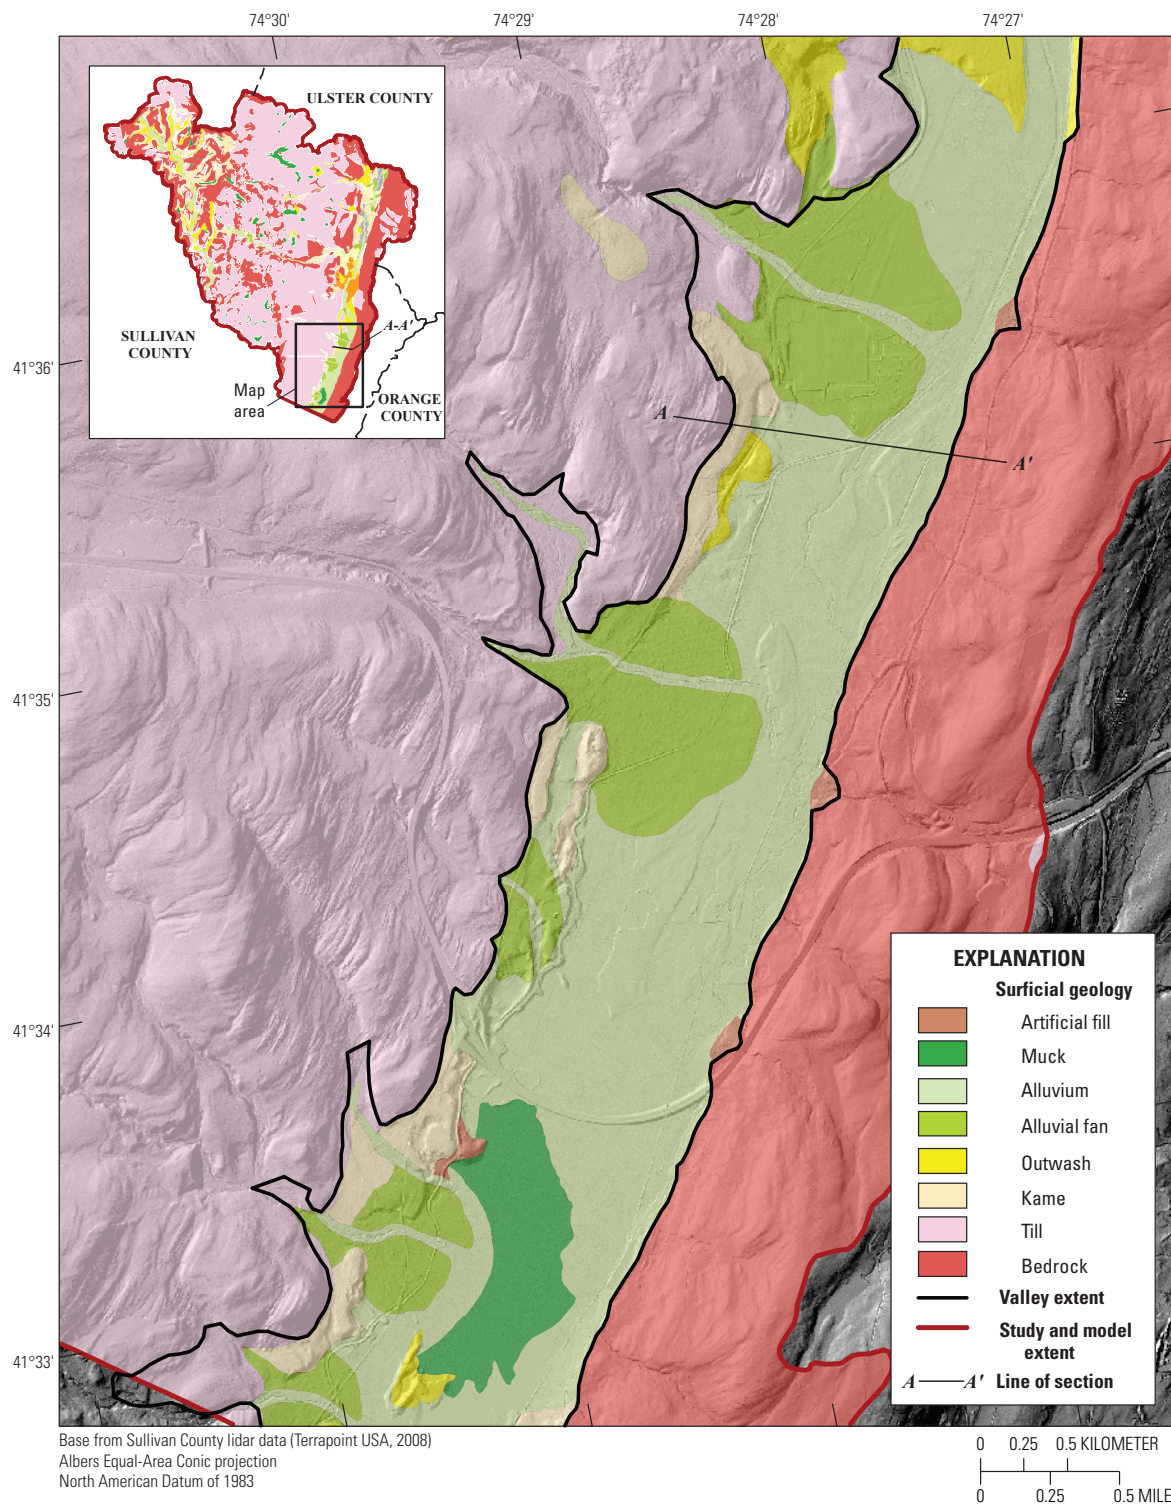 74°30'
74°29'
74°28'
74°27'
ULSTER COUNTY
SULLIVAN
COUNTY
A-A'
Map
area
ORANGE
COUNTY
41°36'
A
A'
41°35'
41°34'
41°33'
EXPLANATION
Surficial geology
Artificial fill
Muck
Alluvium
Alluvial fan
Outwash
Kame
Till
Bedrock
Valley extent
Study and model
extent
A A' Line of section
Base from Sullivan County lidar data (Terrapoint USA, 2008)
Albers Equal-Area Conic projection
North American Datum of 1983
0 0.25 0.5 KILOMETER
0 0.25 0.5 MILE